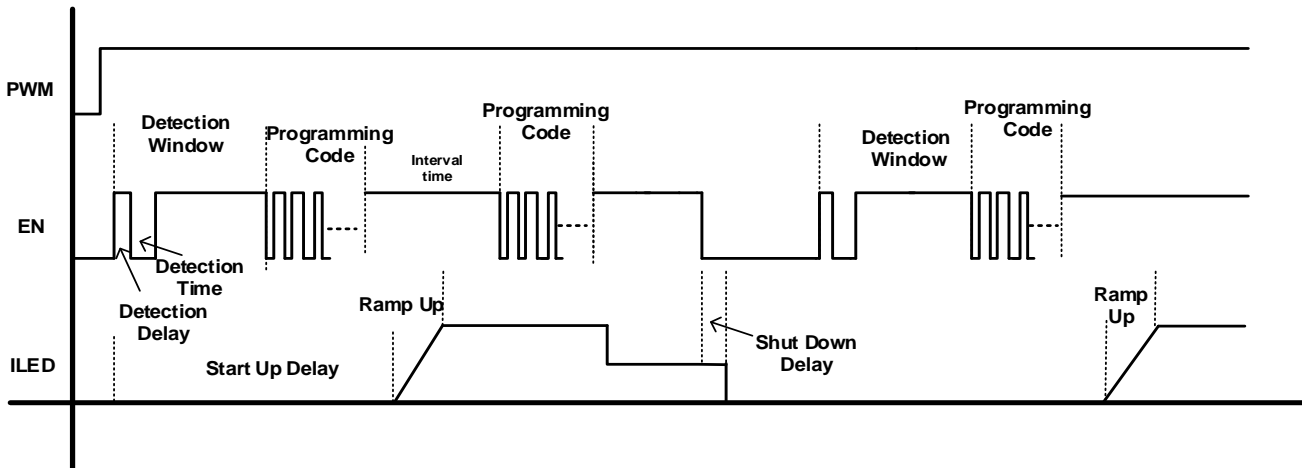 PWM
Detection
Window
Programming
Code
Interval
time
Programming
Code
Detection
Window
Programming
Code
EN
Detection
Time
Detection
Delay
Ramp Up
Shut Down
Delay
Ramp
Up
ILED
Start Up Delay